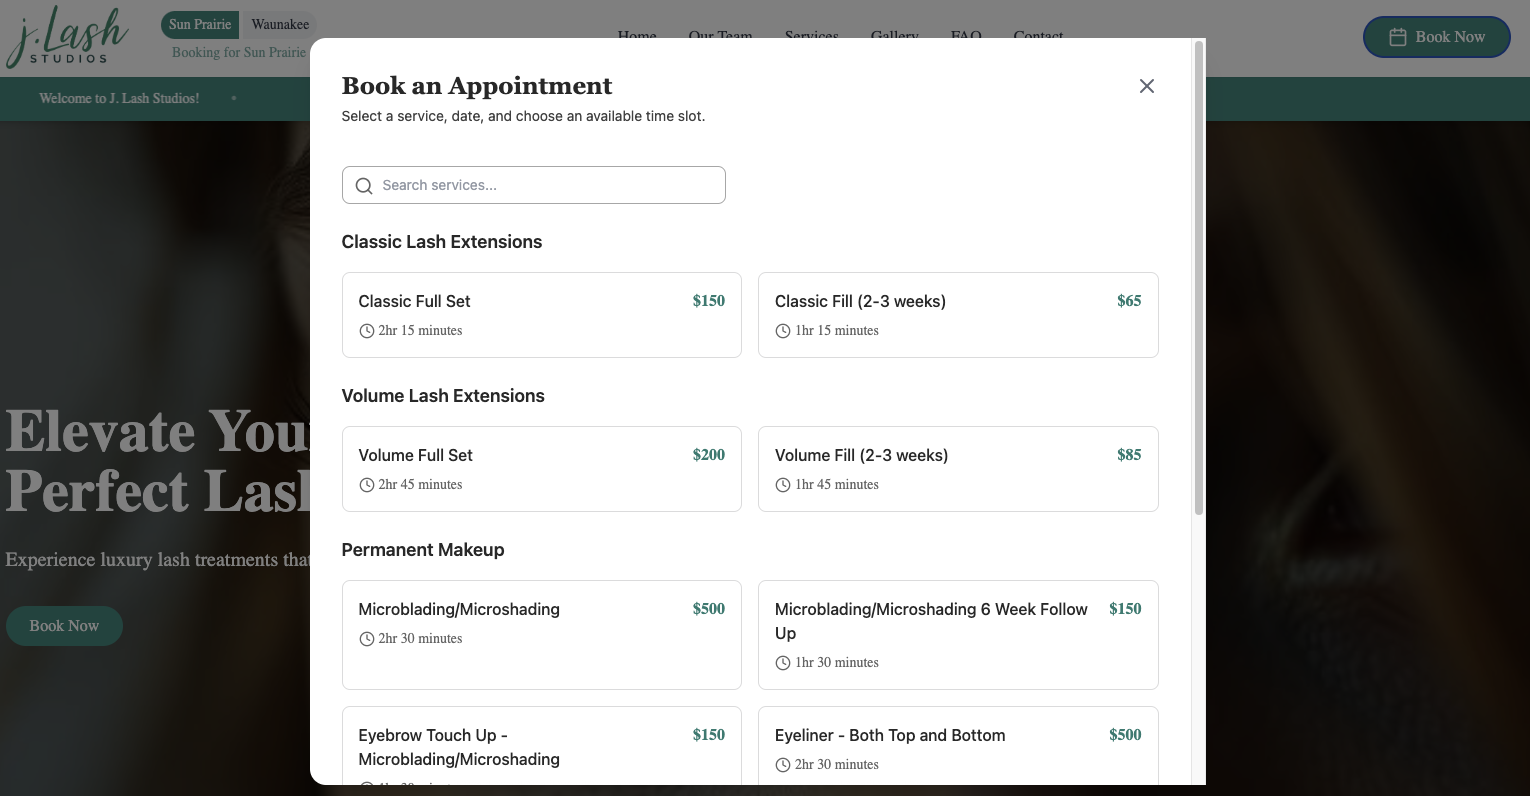 j.Lash
STUDIOS
Sun Prairie
Waunakee
Booking for Sun Prairie
Home
Our Team
Services
Gallery
FAQ
Contact
Book Now
Welcome to J. Lash Studios!
Elevate You
Perfect Las
Experience luxury lash treatments that
Book Now
Book an Appointment
Select a service, date, and choose an available time slot.
Search services...
Classic Lash Extensions
Classic Full Set $150
2hr 15 minutes
Classic Fill (2-3 weeks) $65
1hr 15 minutes
Volume Lash Extensions
Volume Full Set $200
2hr 45 minutes
Volume Fill (2-3 weeks) $85
1hr 45 minutes
Permanent Makeup
Microblading/Microshading $500
2hr 30 minutes
Microblading/Microshading 6 Week Follow $150
Up
1hr 30 minutes
Eyebrow Touch Up - $150
Microblading/Microshading
Eyeliner - Both Top and Bottom $500
2hr 30 minutes